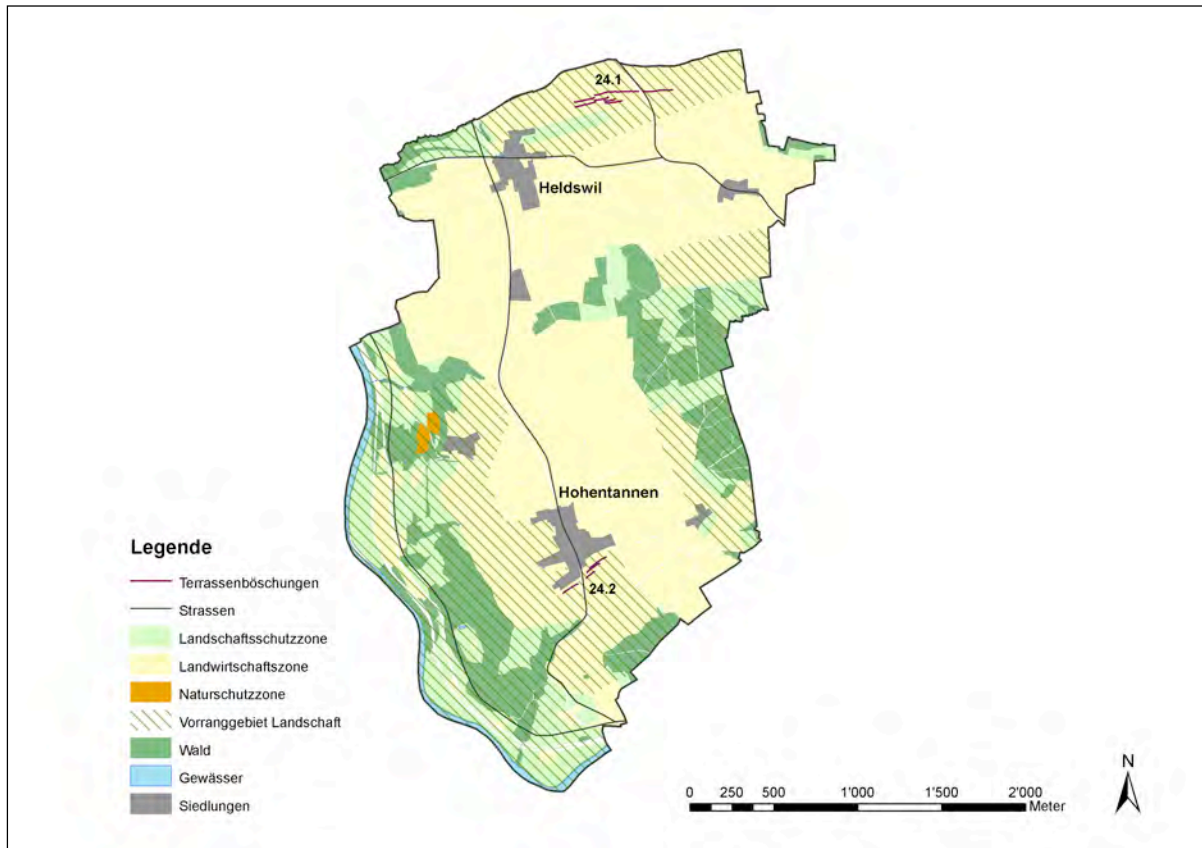 24.1
Heldswil
Hohentannen
24.2
Legende
Terrassenböschungen
Strassen
Landschaftsschutzzone
Landwirtschaftszone
Naturschutzzone
Vorranggebiet Landschaft
Wald
Gewässer
Siedlungen
N
0 250 500 1'000 1'500 2'000
Meter